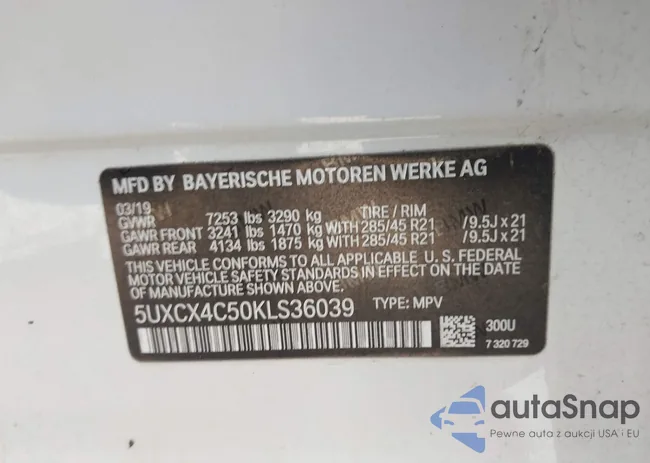 MFD BY BAYERISCHE MOTOREN WERKE AG
03/19
GVWR 7253 lbs 3290 kg TIRE / RIM
GAWR FRONT 3241 lbs 1470 kg WITH 285/45 R21 /9.5J x 21
GAWR REAR 4134 lbs 1875 kg WITH 285/45 R21 /9.5J x 21
THIS VEHICLE CONFORMS TO ALL APPLICABLE U. S. FEDERAL
MOTOR VEHICLE SAFETY STANDARDS IN EFFECT ON THE DATE
OF MANUFACTURE SHOWN ABOVE.
5UXCX4C50KLS36039 TYPE: MPV
300U
7 320 729
autaSnap
Pewne auta z aukcji USA i EU